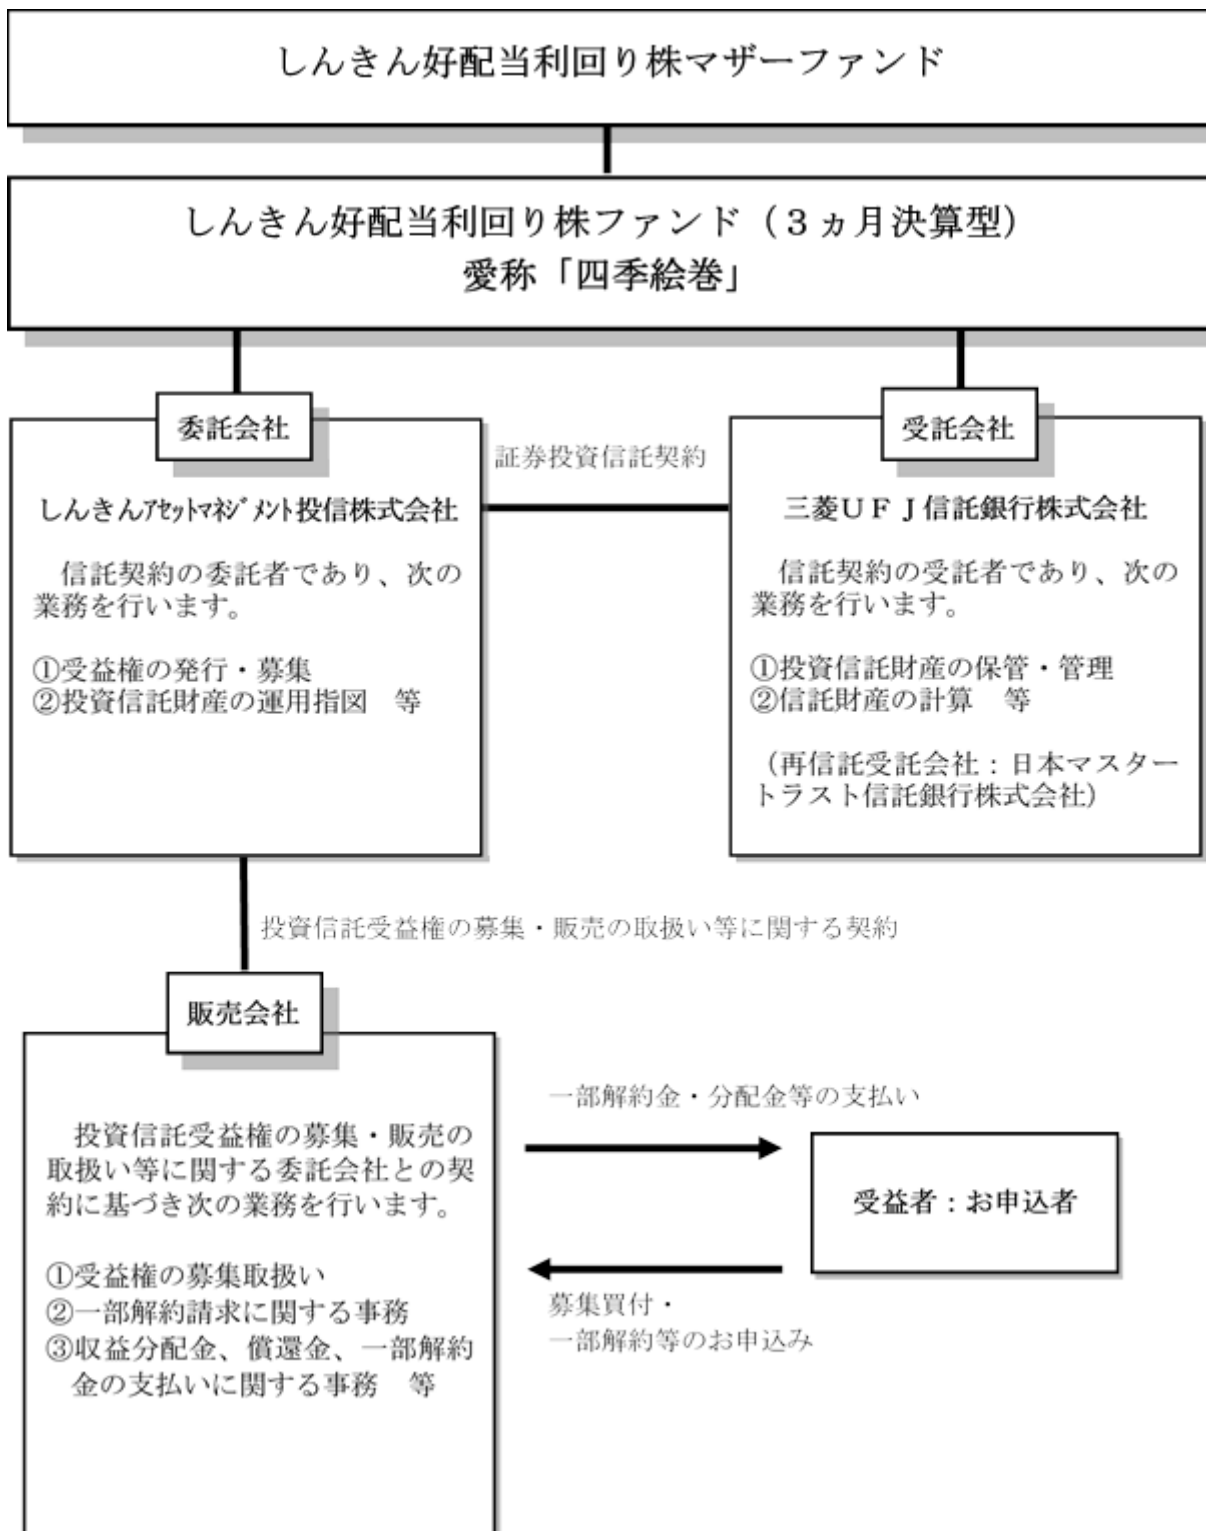 しんきん好配当利回り株マザーファンド
しんきん好配当利回り株ファンド（３ヵ月決算型）
愛称「四季絵巻」
委託会社
しんきんｱｾｯﾄﾏﾈｼﾞﾒﾝﾄ投信株式会社
　信託契約の委託者であり、次の
業務を行います。
①受益権の発行・募集
②投資信託財産の運用指図　等
証券投資信託契約
受託会社
三菱ＵＦＪ信託銀行株式会社
　信託契約の受託者であり、次の
業務を行います。
①投資信託財産の保管・管理
②信託財産の計算　等
（再信託受託会社：日本マスター
トラスト信託銀行株式会社）
投資信託受益権の募集・販売の取扱い等に関する契約
販売会社
　投資信託受益権の募集・販売の
取扱い等に関する委託会社との契
約に基づき次の業務を行います。
①受益権の募集取扱い
②一部解約請求に関する事務
③収益分配金、償還金、一部解約
金の支払いに関する事務　等
一部解約金・分配金等の支払い
受益者：お申込者
募集買付・
一部解約等のお申込み